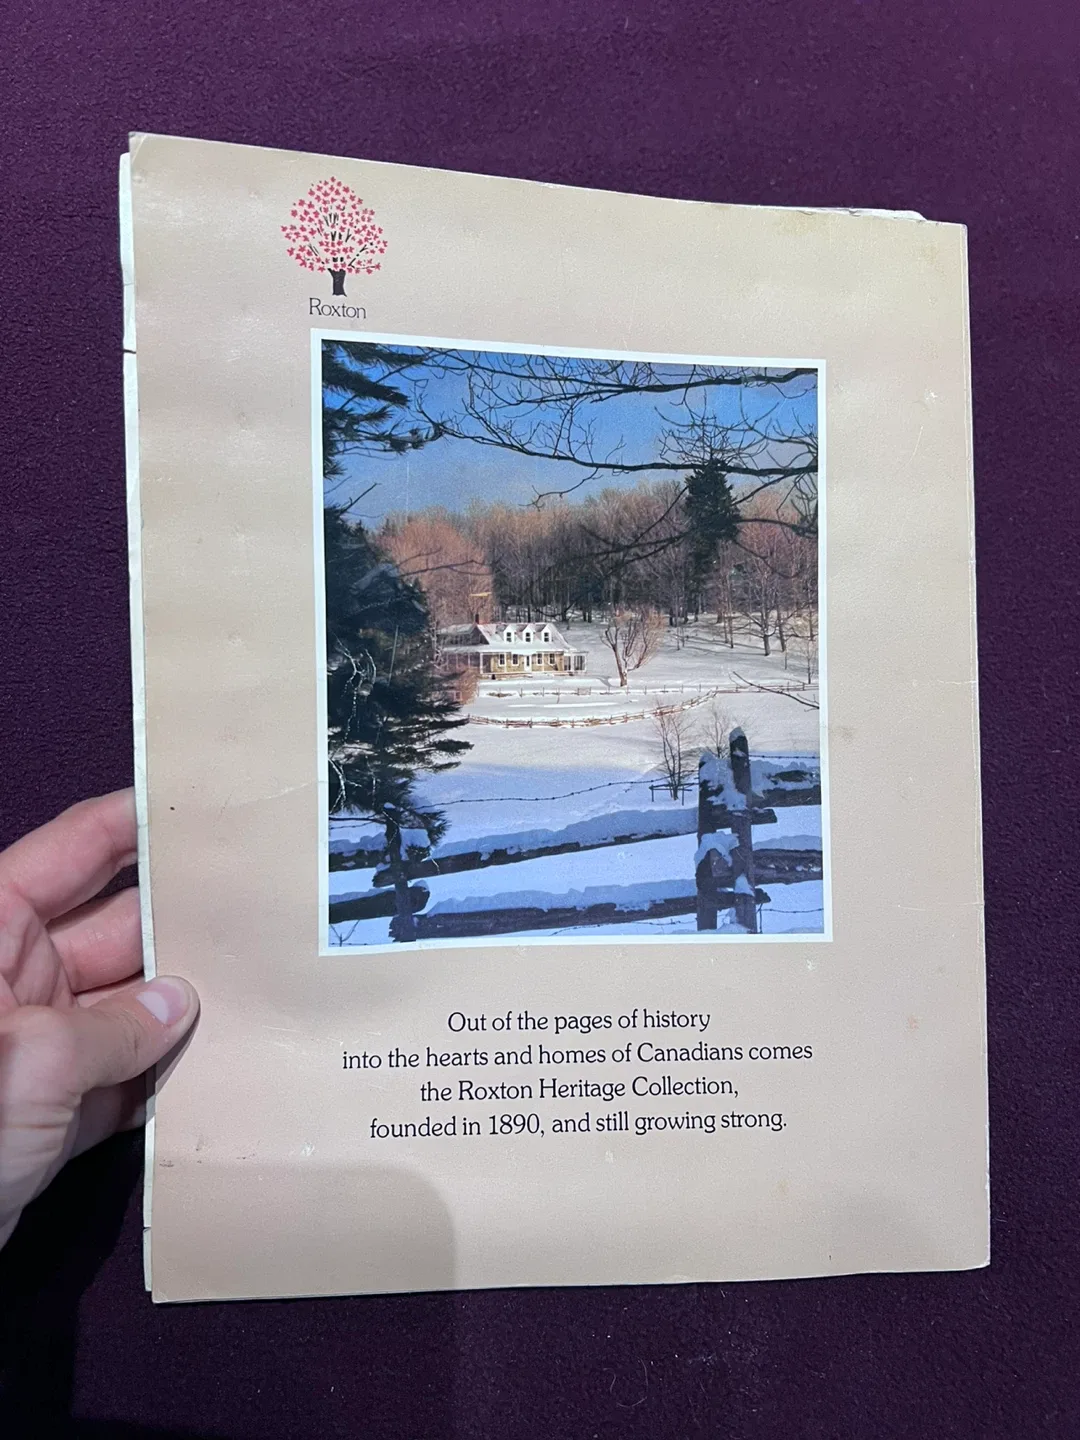 Roxton
Out of the pages of history
into the hearts and homes of Canadians comes
the Roxton Heritage Collection,
founded in 1890, and still growing strong.